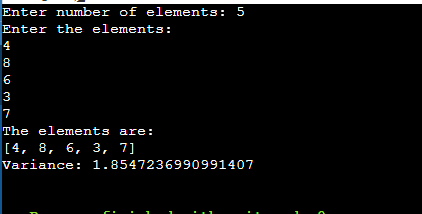 Enter number of elements: 5
Enter the elements:
4
8
6
3
7
The elements are:
[4, 8, 6, 3, 7]
Variance: 1.8547236990991407